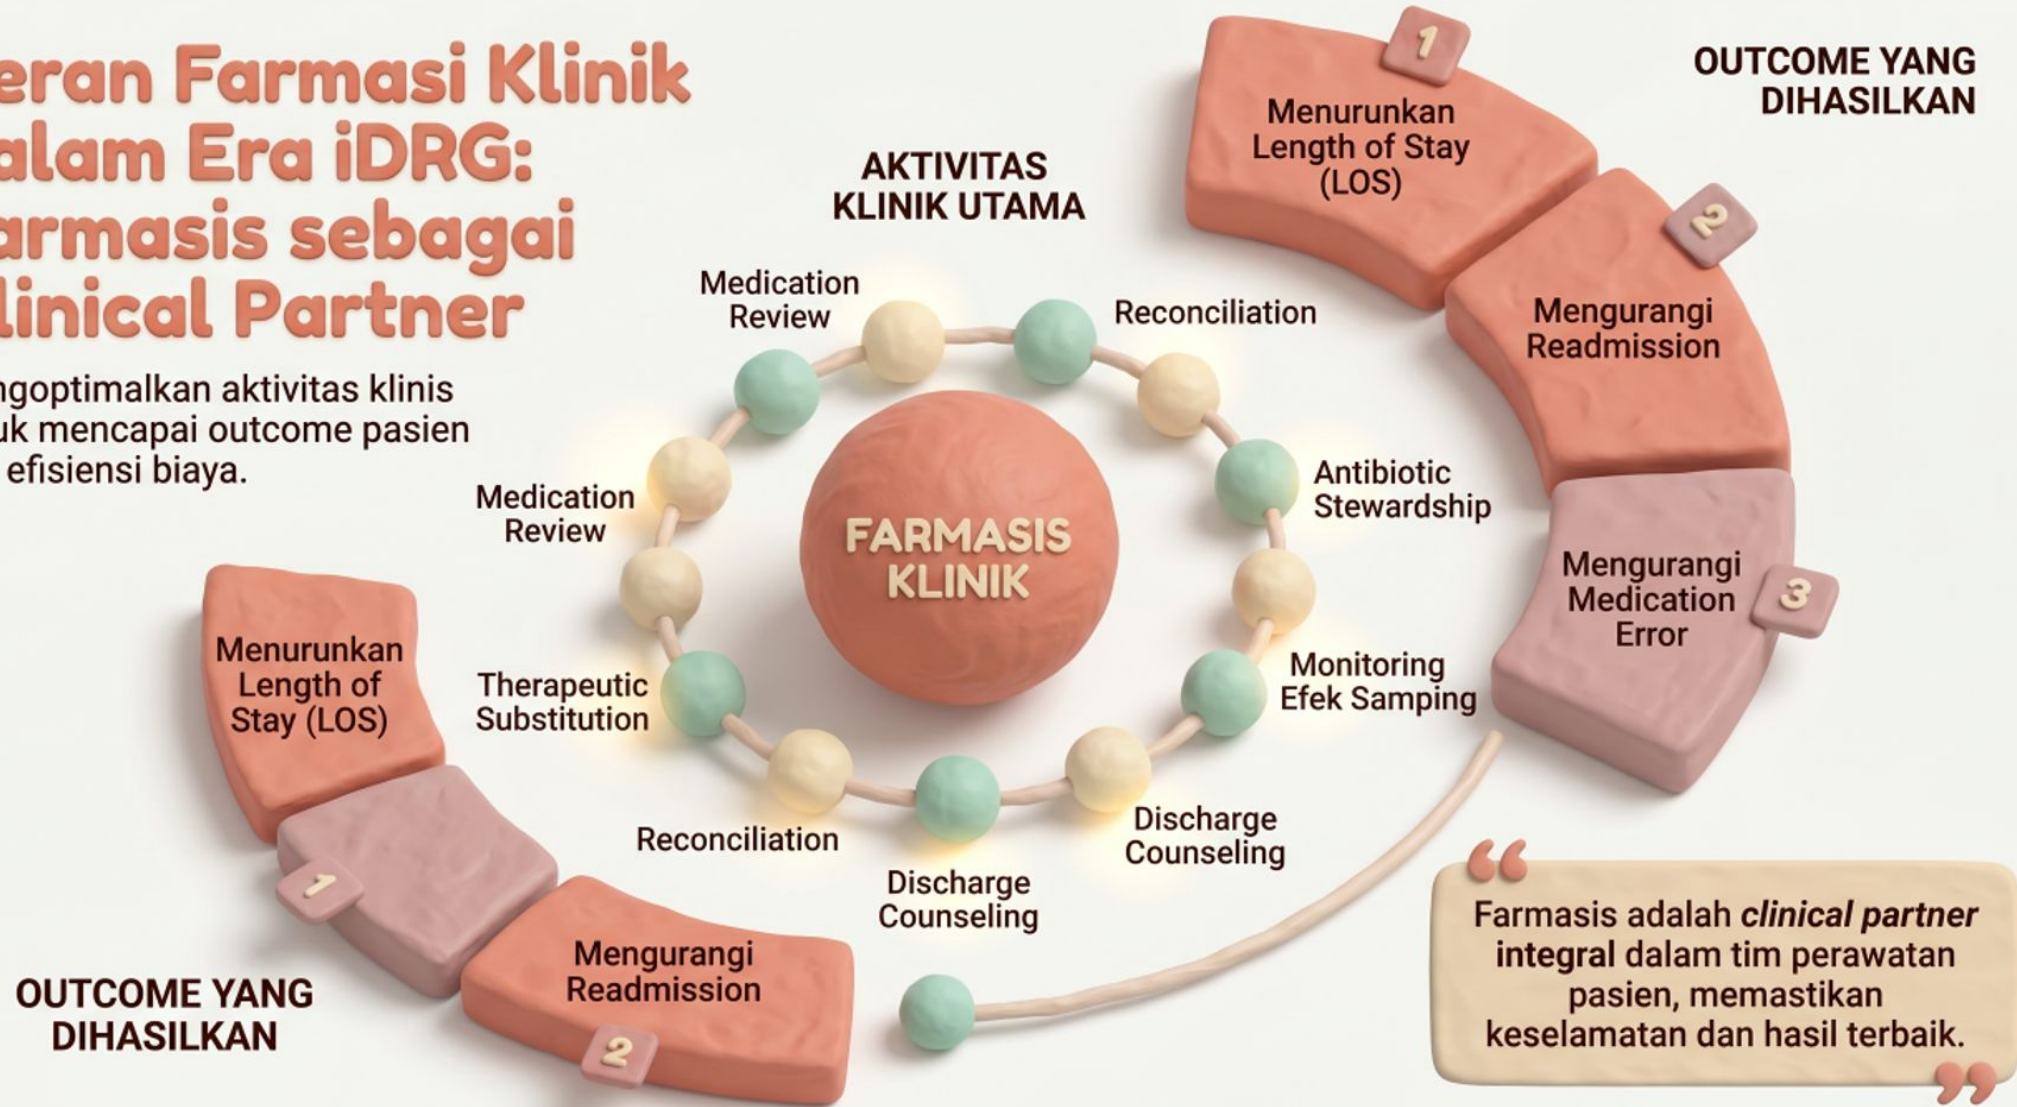 eran Farmasi Klinik
alam Era iDRG:
armasis sebagai
linical Partner
ngoptimalkan aktivitas klinis
uk mencapai outcome pasien
efisiensi biaya.
AKTIVITAS
KLINIK UTAMA
Medication
Review
Reconciliation
Antibiotic
Stewardship
Monitoring
Efek Samping
Discharge
Counseling
Discharge
Counseling
Reconciliation
Therapeutic
Substitution
Medication
Review
FARMASIS
KLINIK
OUTCOME YANG
DIHASILKAN
1
Menurunkan
Length of Stay
(LOS)
2
Mengurangi
Readmission
3
Mengurangi
Medication
Error
Menurunkan
Length of
Stay (LOS)
1
Mengurangi
Readmission
2
OUTCOME YANG
DIHASILKAN
“
Farmasis adalah clinical partner
integral dalam tim perawatan
pasien, memastikan
keselamatan dan hasil terbaik.
”